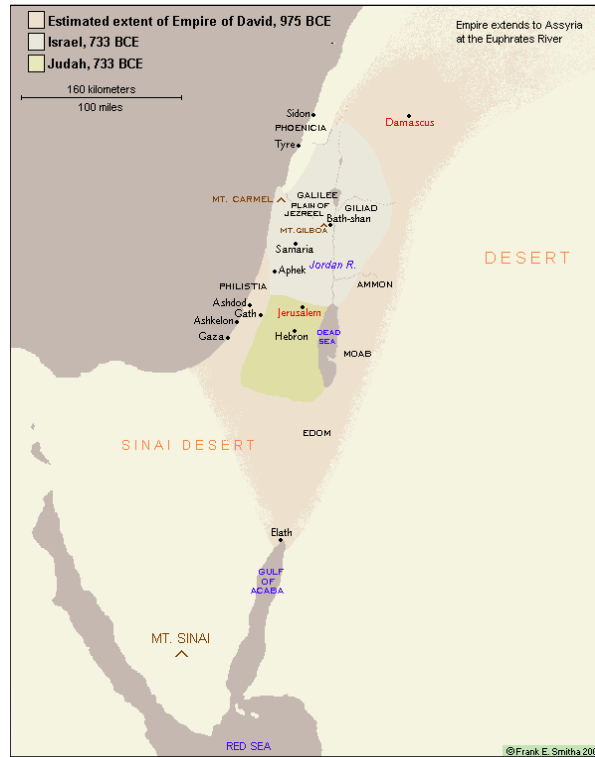 Estimated extent of Empire of David, 975 BCE
Israel, 733 BCE
Judah, 733 BCE
160 kilometers
100 miles
Empire extends to Assyria
at the Euphrates River
Sidon
PHOENICIA
Damascus
Tyre
MT. CARMEL
GALILEE
PLAIN OF
JEZREEL
GILIAD
Bath-shan
MT.GILBOA
Samaria
Jordan R.
Aphek
DESERT
PHILISTIA
AMMON
Ashdod
Gath
Jerusalem
Ashkelon
Hebron
DEAD
SEA
Gaza
MOAB
EDOM
SINAI DESERT
Elath
GULF
OF
ACABA
MT. SINAI
RED SEA
©Frank E. Smitha 200